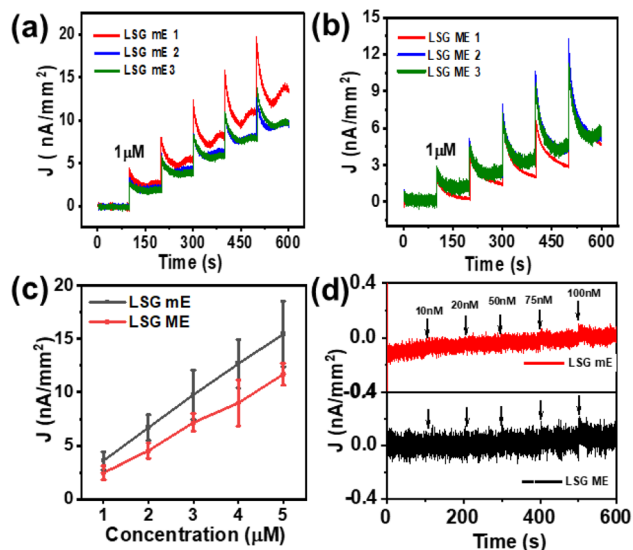 (a)
LSG mE 1
LSG mE 2
LSG mE3
1μM
J ( nA/mm²)
20
15
10
5
0
0 150 300 450 600
Time (s)
(b)
LSG ME 1
LSG ME 2
LSG ME 3
1μM
J (nA/mm²)
15
12
9
6
3
0
0 150 300 450 600
Time (s)
(c)
LSG mE
LSG ME
J (nA/mm²)
20
15
10
5
0
1 2 3 4 5
Concentration (μM)
(d)
0.4
0.0
-0.4
10nM 20nM 50nM 75nM 100nM
LSG mE
J (nA/mm²)
0.0
-0.4
LSG ME
0 200 400 600
Time (s)